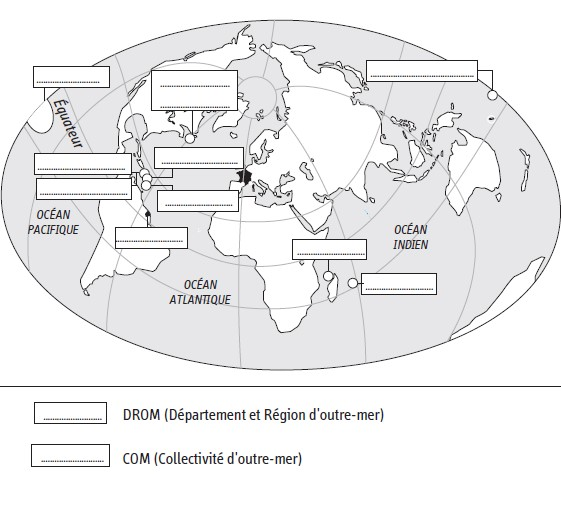 Équateur
OCÉAN
PACIFIQUE
OCÉAN
INDIEN
OCÉAN
ATLANTIQUE
DROM (Département et Région d'outre-mer)
COM (Collectivité d'outre-mer)